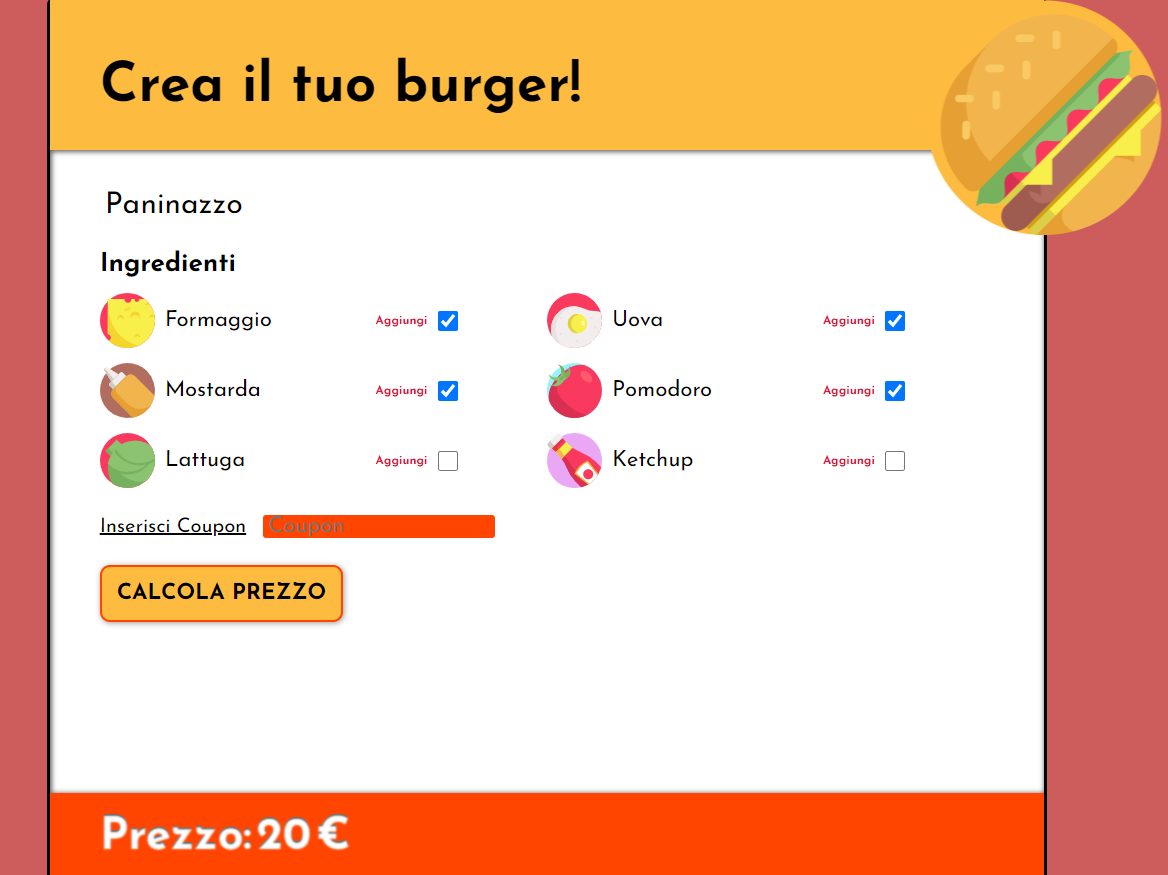 Crea il tuo burger!
Paninazzo
Ingredienti
Formaggio Aggiungi Uova Aggiungi
Mostarda Aggiungi Pomodoro Aggiungi
Lattuga Aggiungi Ketchup Aggiungi
Inserisci Coupon Coupon
CALCOLA PREZZO
Prezzo: 20 €